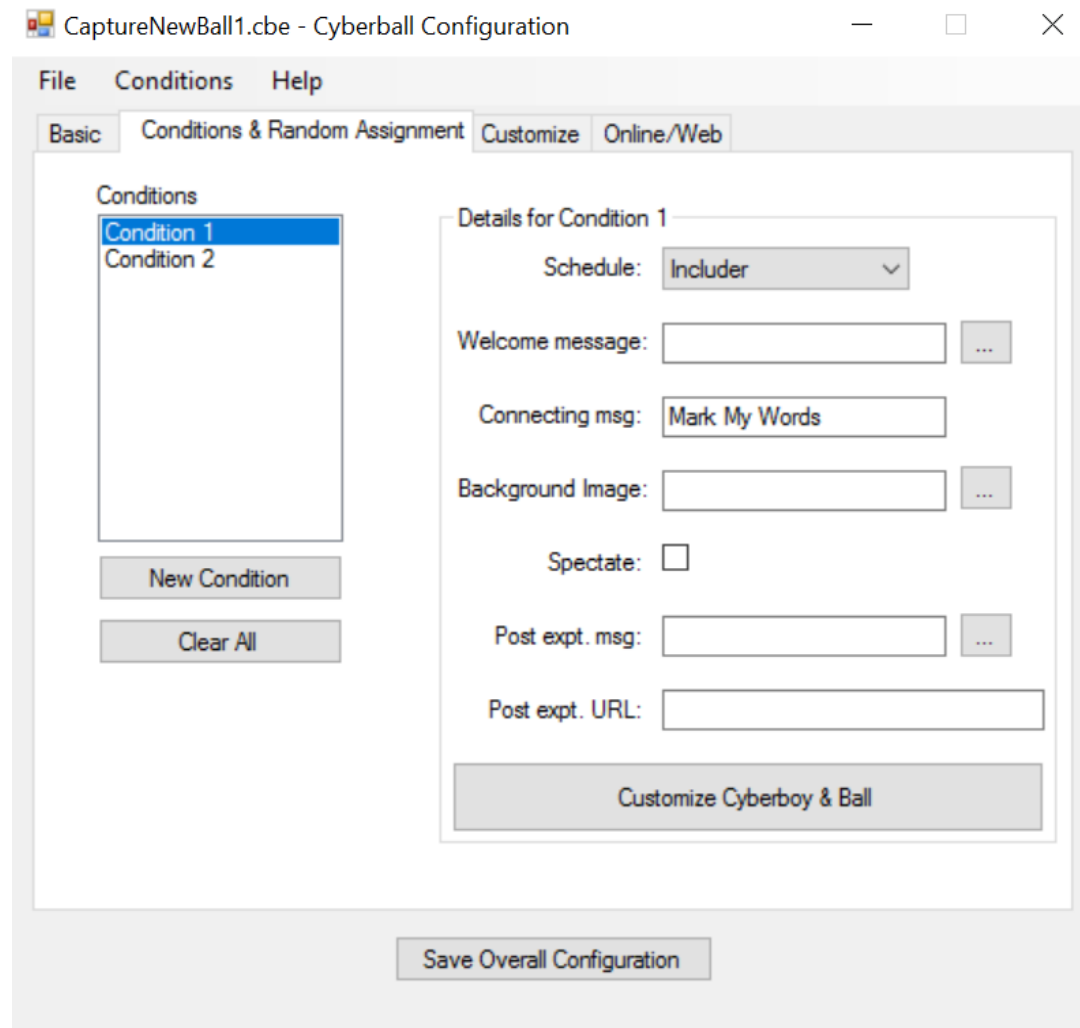 CaptureNewBall1.cbe - Cyberball Configuration
File Conditions Help
Basic Conditions & Random Assignment Customize Online/Web
Conditions
Condition 1
Condition 2
New Condition
Clear All
Details for Condition 1
Schedule: Includer
Welcome message: ...
Connecting msg: Mark My Words
Background Image: ...
Spectate:
Post expt. msg: ...
Post expt. URL:
Customize Cyberboy & Ball
Save Overall Configuration